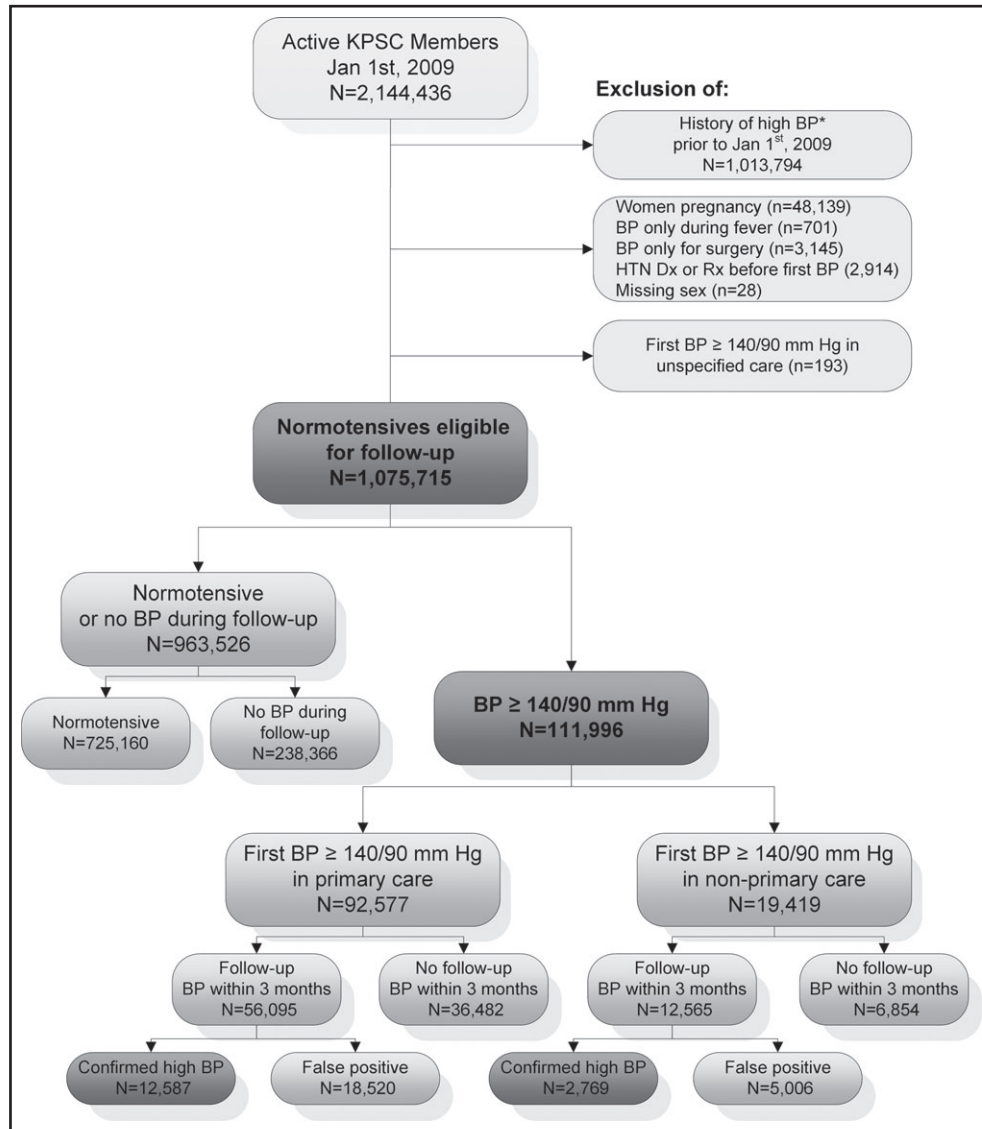 Active KPSC Members
Jan 1st, 2009
N=2,144,436
Exclusion of:
History of high BP*
prior to Jan 1st, 2009
N=1,013,794
Women pregnancy (n=48,139)
BP only during fever (n=701)
BP only for surgery (n=3,145)
HTN Dx or Rx before first BP (2,914)
Missing sex (n=28)
First BP ≥ 140/90 mm Hg in
unspecified care (n=193)
Normotensives eligible
for follow-up
N=1,075,715
Normotensive
or no BP during follow-up
N=963,526
Normotensive
N=725,160
No BP during
follow-up
N=238,366
BP ≥ 140/90 mm Hg
N=111,996
First BP ≥ 140/90 mm Hg
in primary care
N=92,577
First BP ≥ 140/90 mm Hg
in non-primary care
N=19,419
Follow-up
BP within 3 months
N=56,095
No follow-up
BP within 3 months
N=36,482
Follow-up
BP within 3 months
N=12,565
No follow-up
BP within 3 months
N=6,854
Confirmed high BP
N=12,587
False positive
N=18,520
Confirmed high BP
N=2,769
False positive
N=5,006